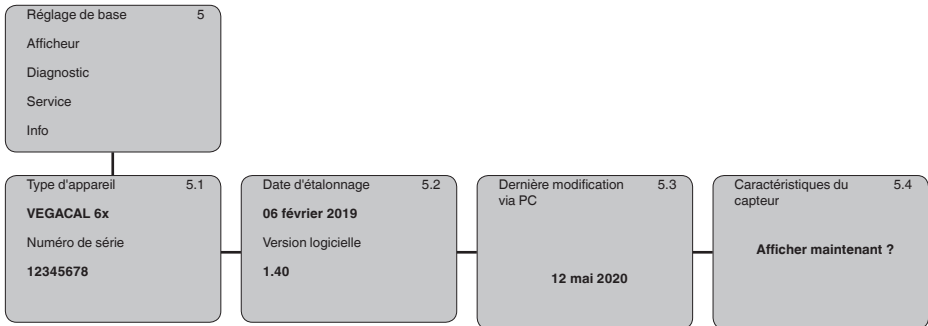 Réglage de base 5
Afficheur
Diagnostic
Service
Info
Type d'appareil 5.1
VEGACAL 6x
Numéro de série
12345678
Date d'étalonnage 5.2
06 février 2019
Version logicielle
1.40
Dernière modification 5.3
via PC
12 mai 2020
Caractéristiques du 5.4
capteur
Afficher maintenant ?